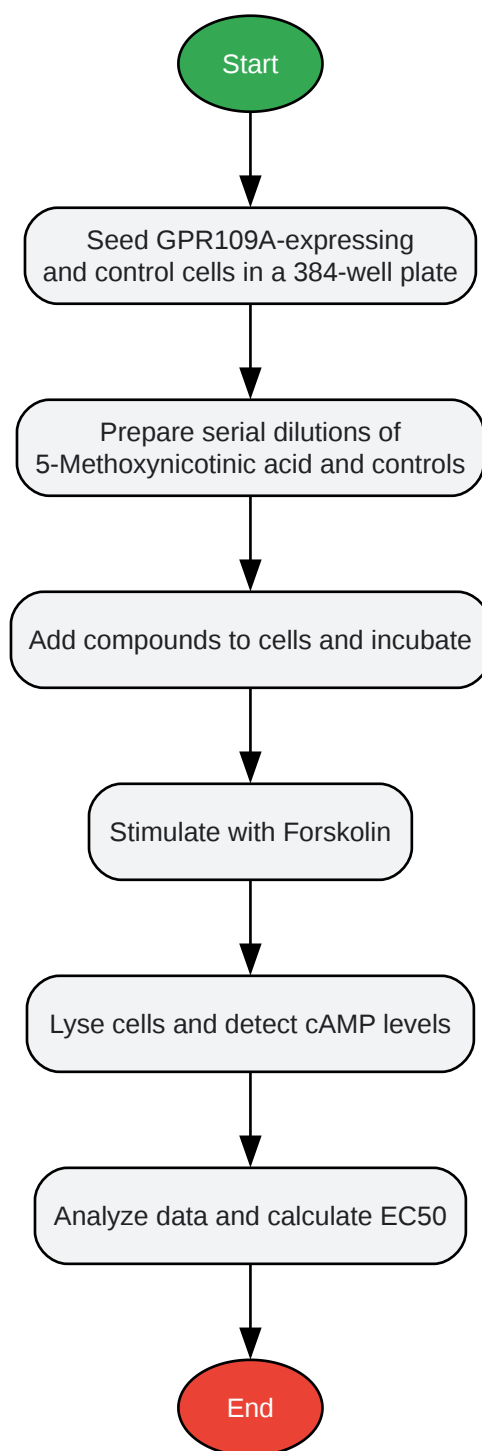 Start
Seed GPR109A-expressing
and control cells in a 384-well plate
Prepare serial dilutions of
5-Methoxynicotinic acid and controls
Add compounds to cells and incubate
Stimulate with Forskolin
Lyse cells and detect cAMP levels
Analyze data and calculate EC50
End